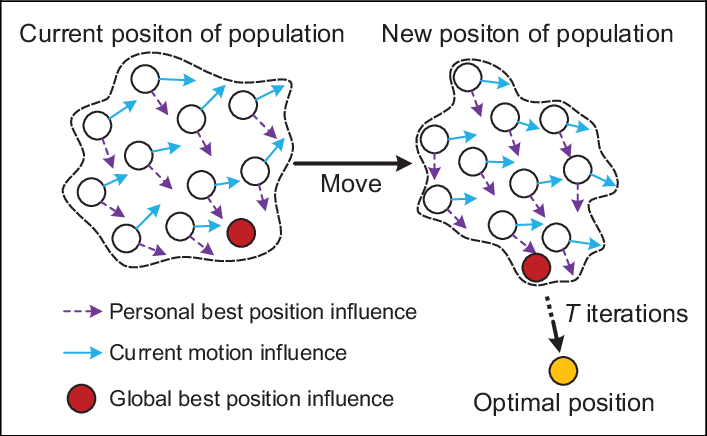 Current positon of population
New positon of population
Move
Personal best position influence
Current motion influence
Global best position influence
T iterations
Optimal position